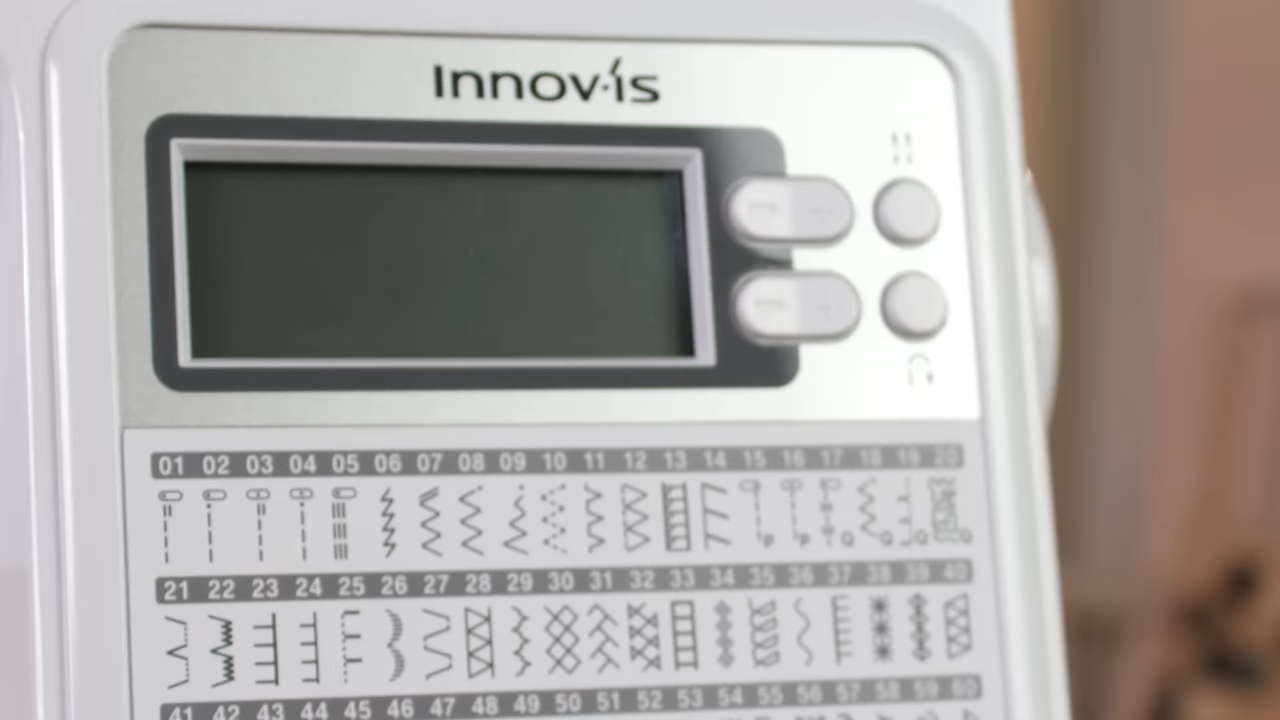 Innov-ís
01 02 03 04 05 06 07 08 09 10 11 12 13 14 15 16 17 18 19 20
P P Q Q Q Q
21 22 23 24 25 26 27 28 29 30 31 32 33 34 35 36 37 38 39 40
41 42 43 44 45 46 47 48 49 50 51 52 53 54 55 56 57 58 59 60